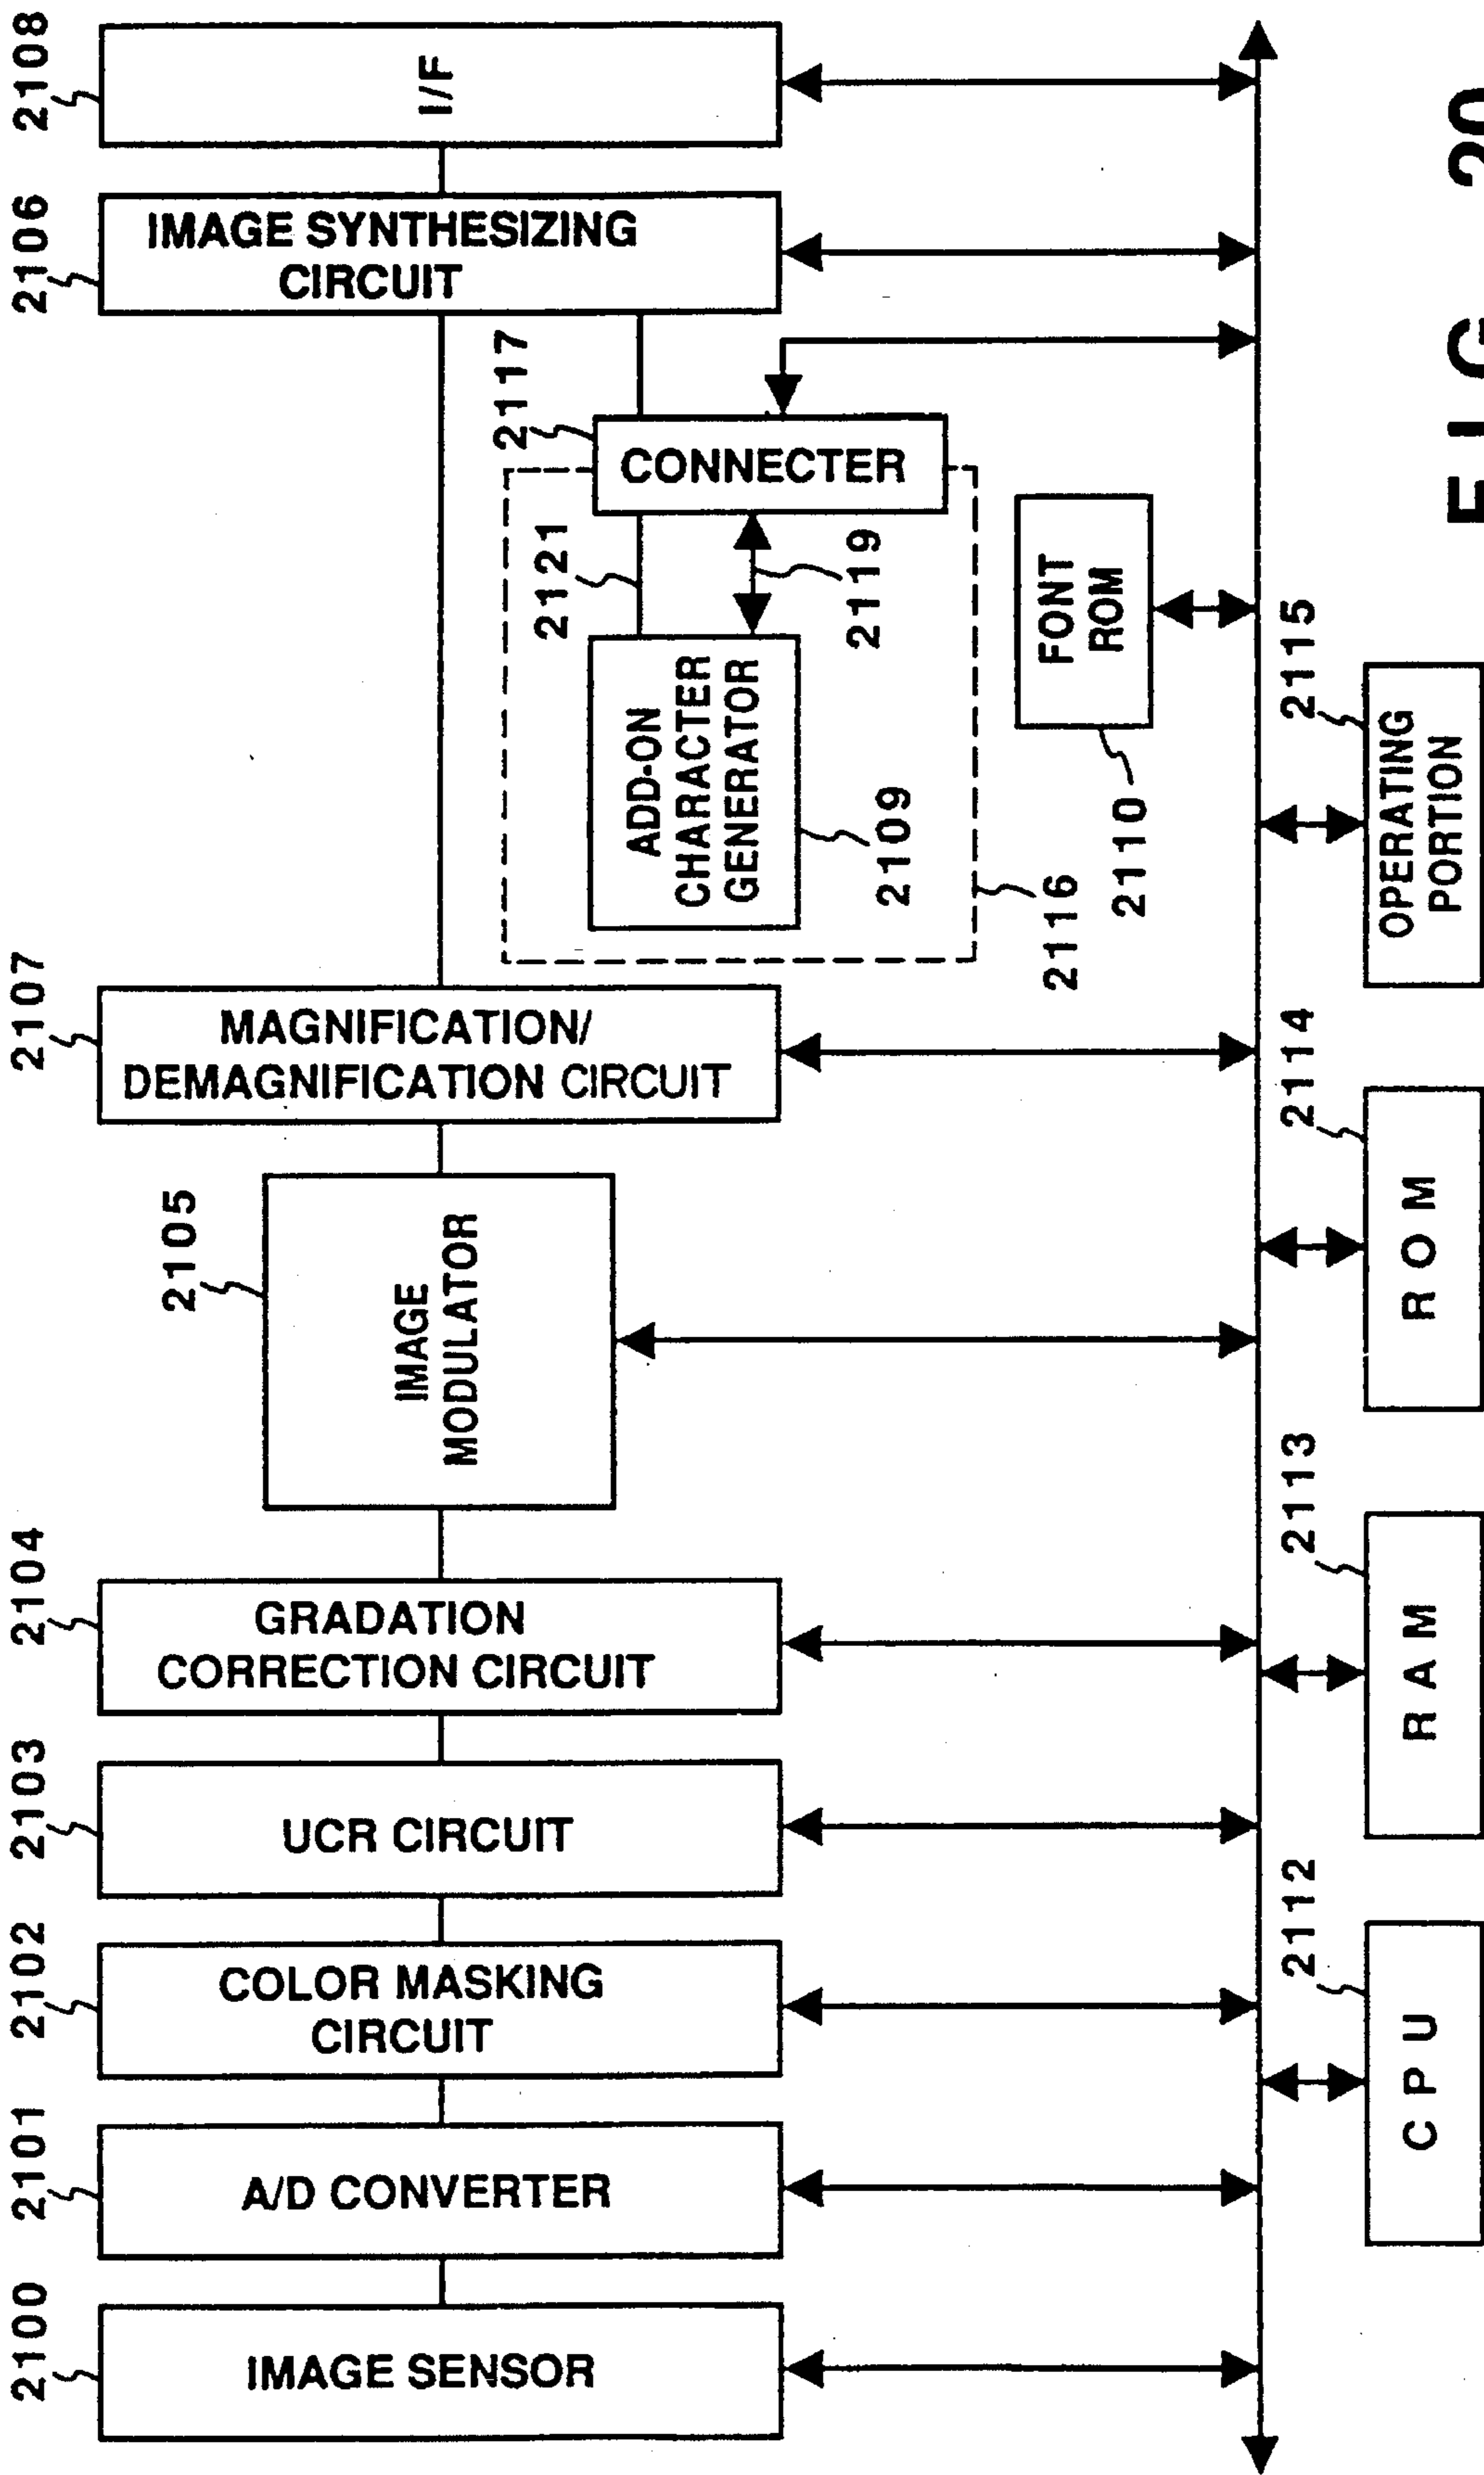 2100
IMAGE SENSOR
2101
A/D CONVERTER
2102
COLOR MASKING
CIRCUIT
2103
UCR CIRCUIT
2104
GRADATION
CORRECTION CIRCUIT
2105
IMAGE
MODULATOR
2107
MAGNIFICATION/
DEMAGNIFICATION CIRCUIT
2106
IMAGE SYNTHESIZING
CIRCUIT
2108
I/F
2117
CONNECTER
2121
2119
ADD-ON
CHARACTER
GENERATOR
2109
2116
FONT
ROM
2110
2112
CPU
2113
RAM
2114
ROM
2115
OPERATING
PORTION
FIG 20